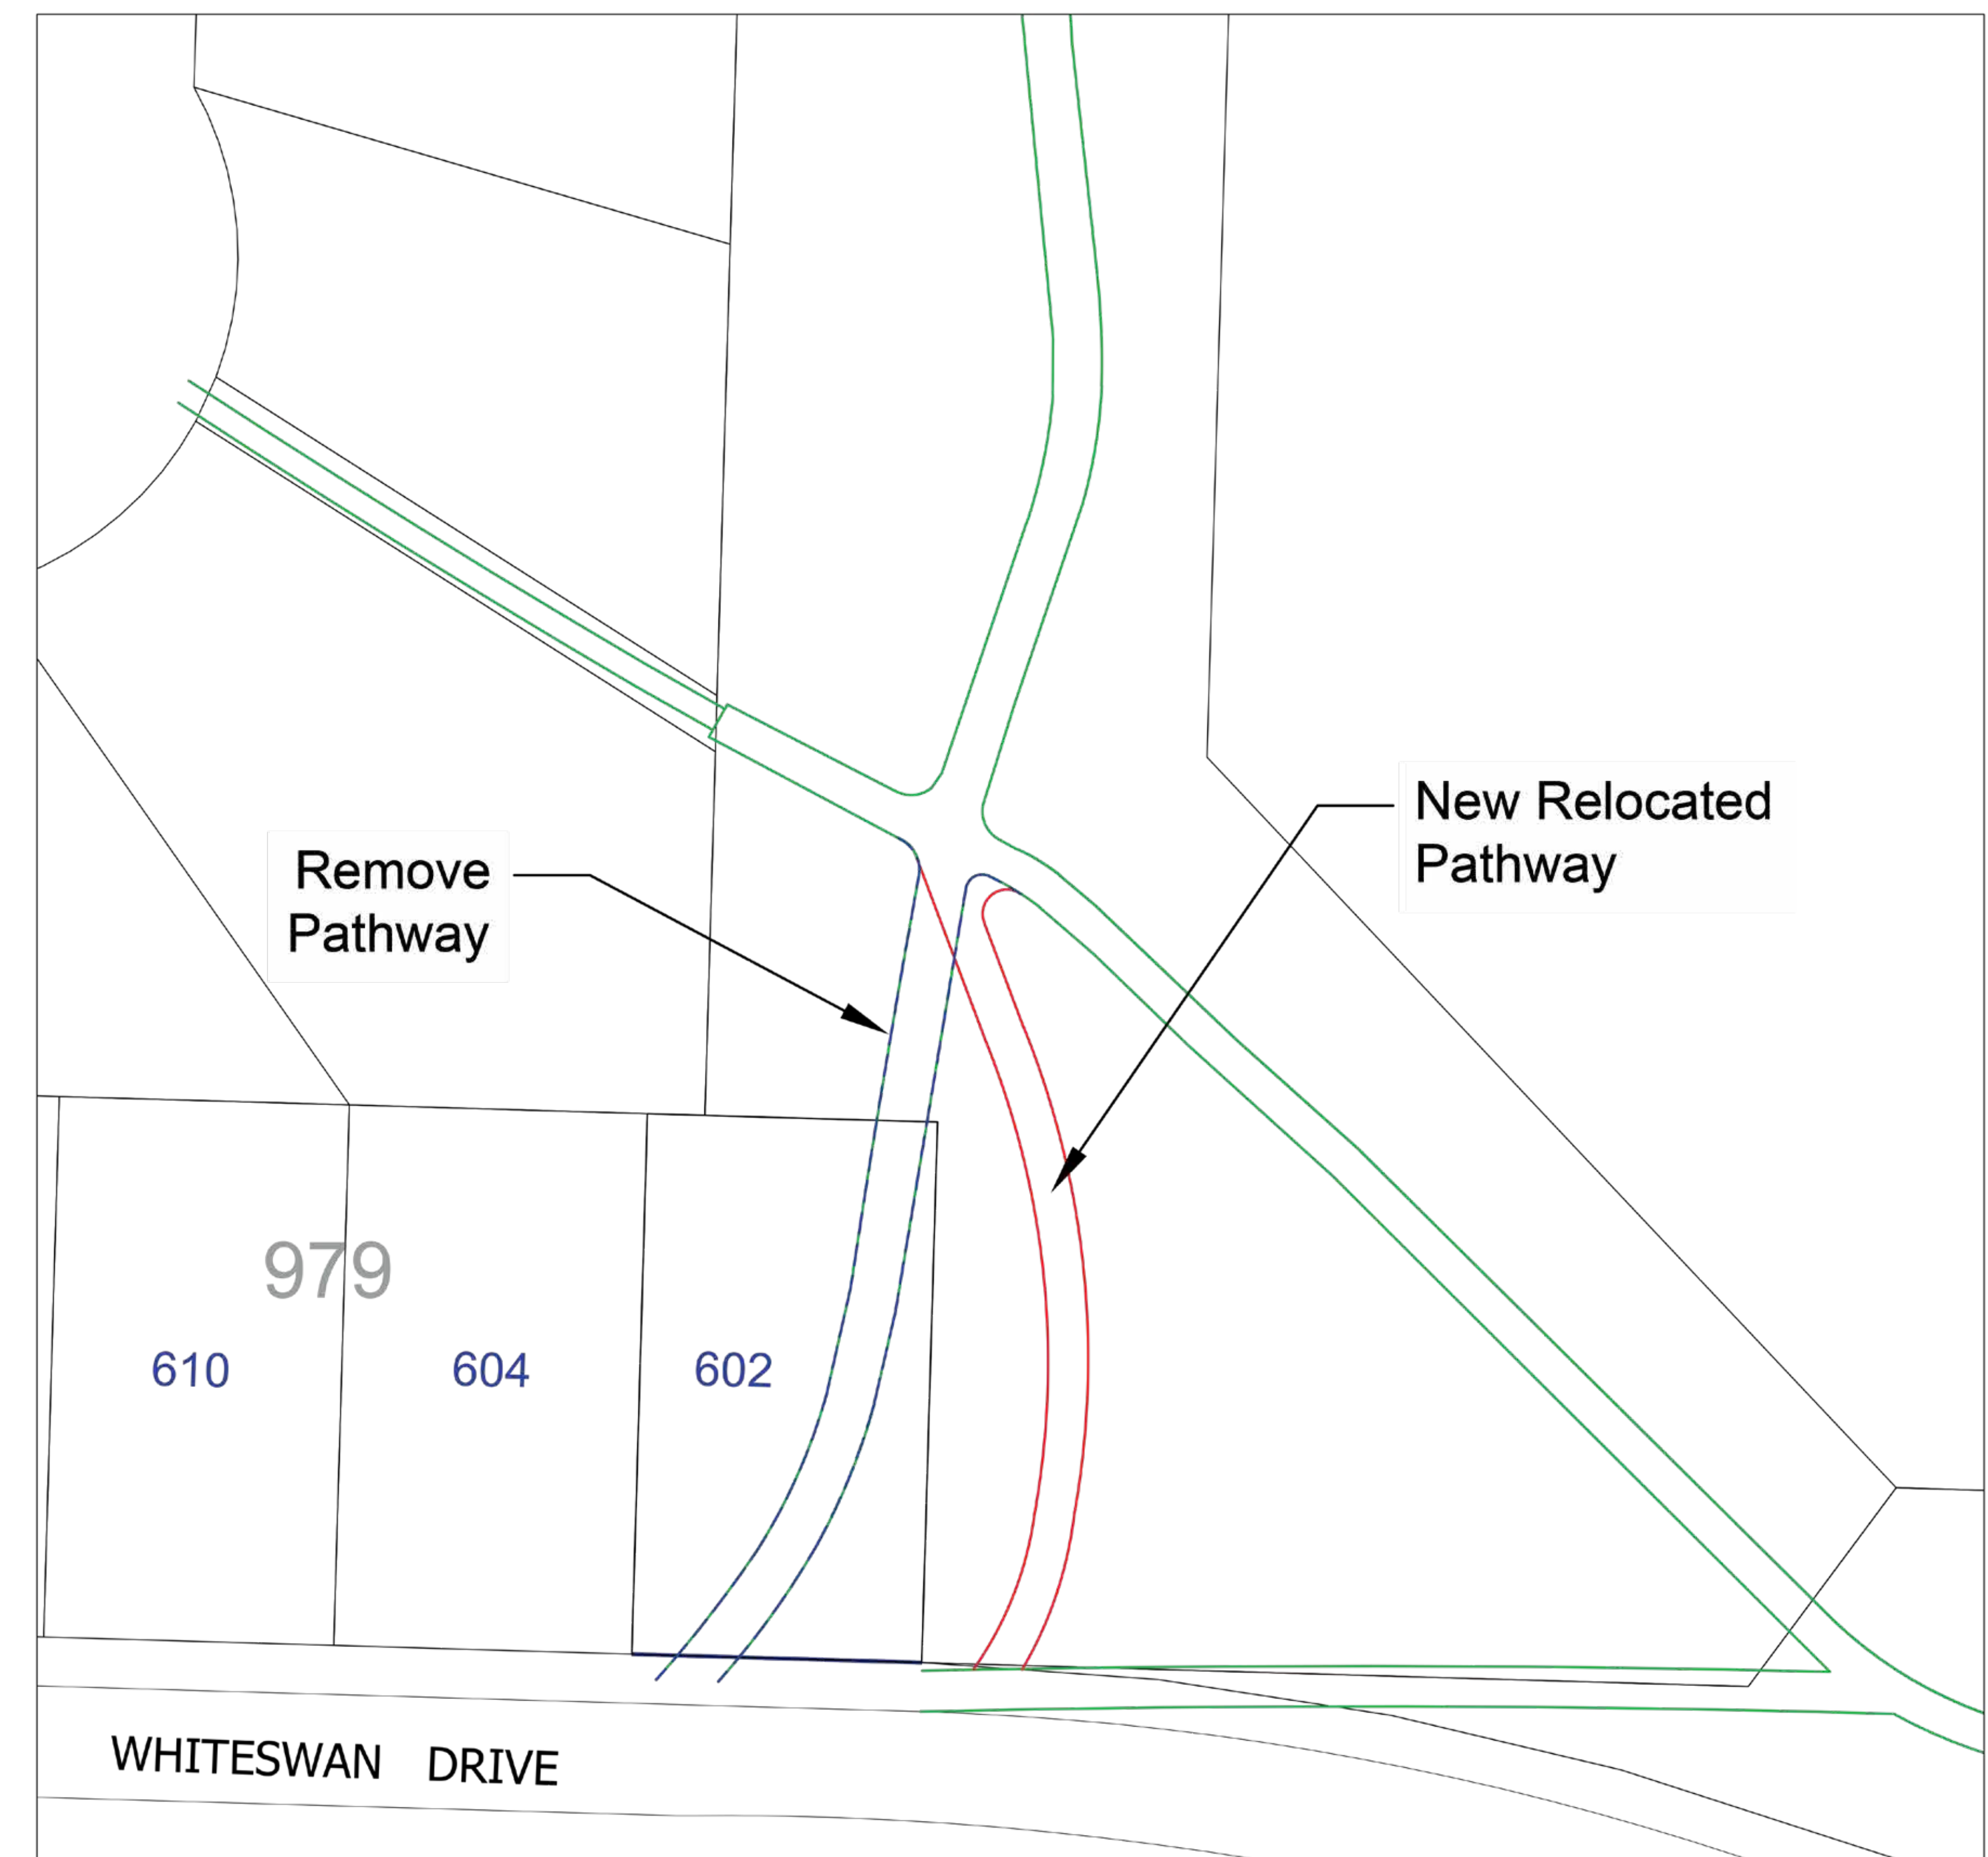 New Relocated
Pathway
Remove
Pathway
979
610
604
602
WHITESWAN DRIVE